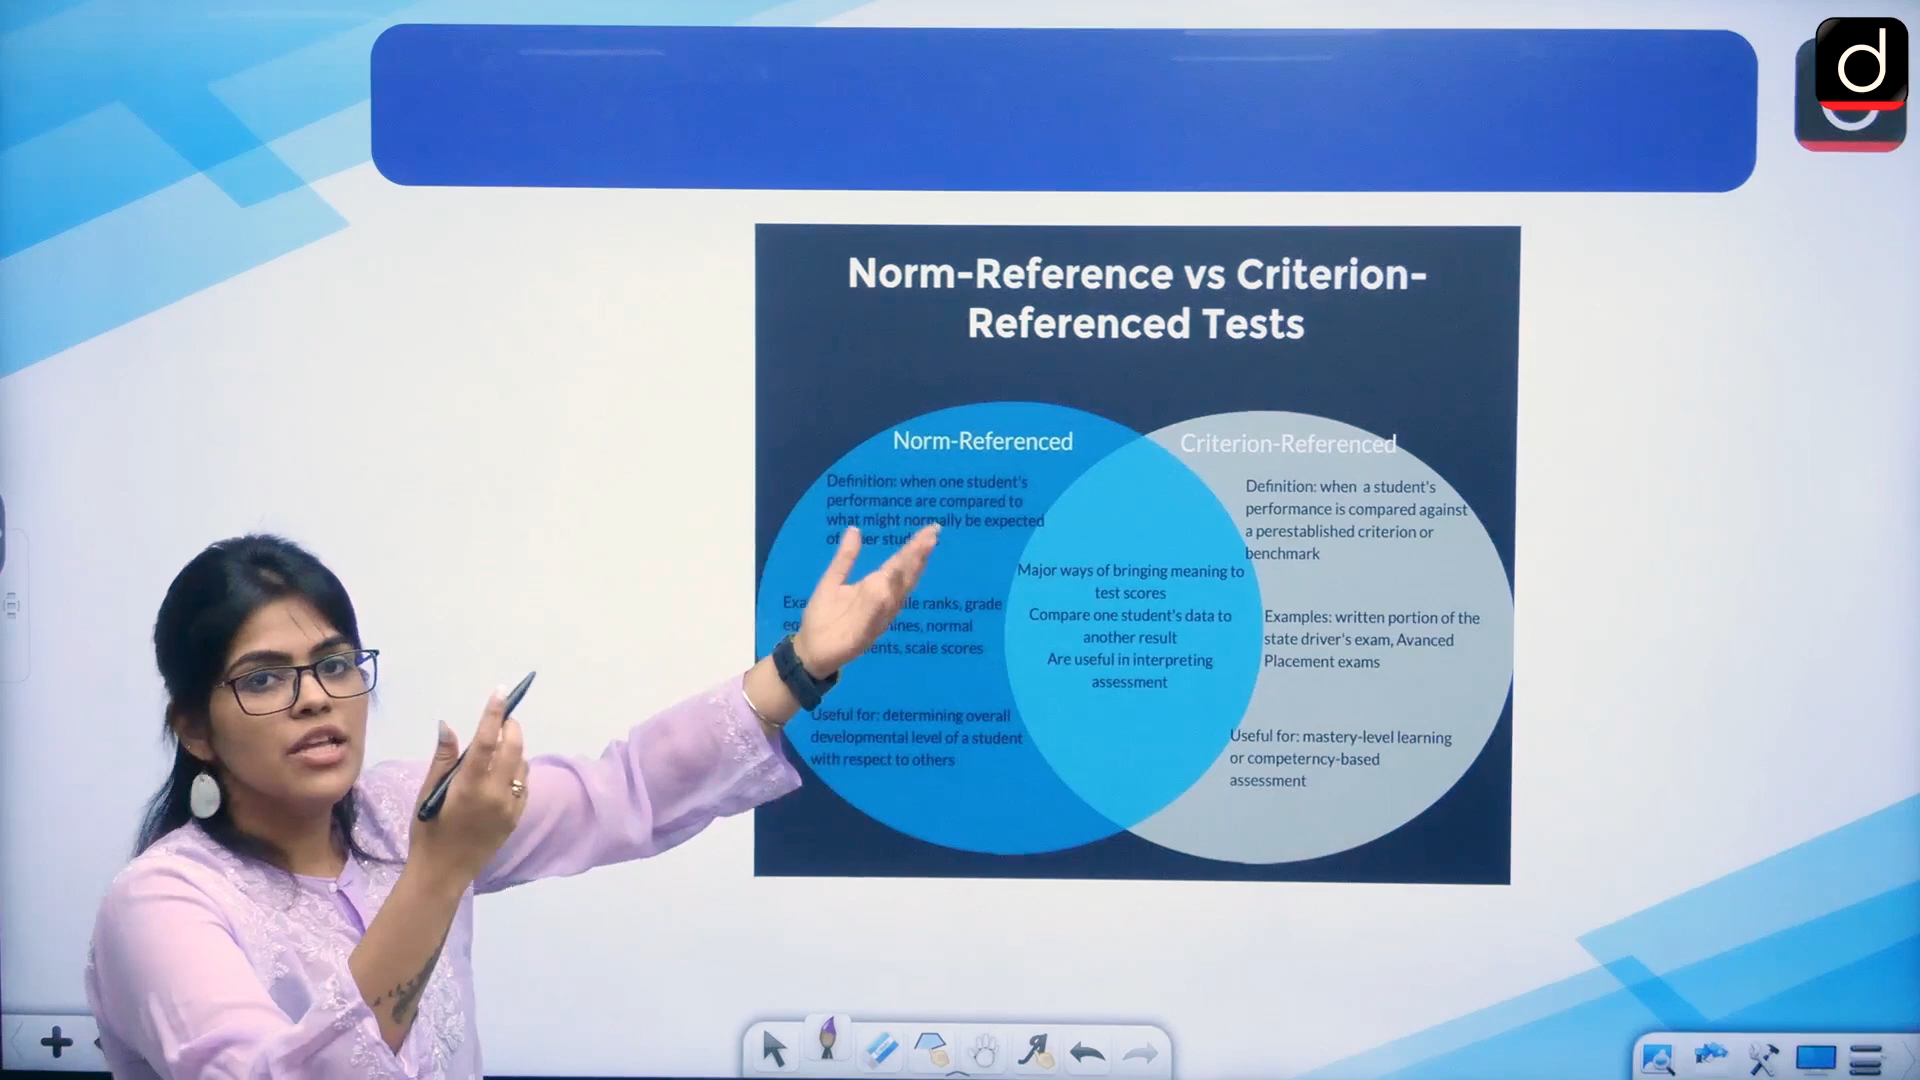 d
Norm-Reference vs Criterion-
Referenced Tests
Norm-Referenced
Definition: when one student's
performance are compared to
what might normally be expected
of
Criterion-Referenced
Definition: when a student's
performance is compared against
a perestablished criterion or
benchmark
Major ways of bringing meaning to
test scores
Compare one student's data to
another result
Are useful in interpreting
assessment
ranks, grade
normal
scale scores
Examples: written portion of the
state driver's exam, Avanced
Placement exams
Useful for: determining overall
developmental level of a student
with respect to others
Useful for: mastery-level learning
or competerncy-based
assessment